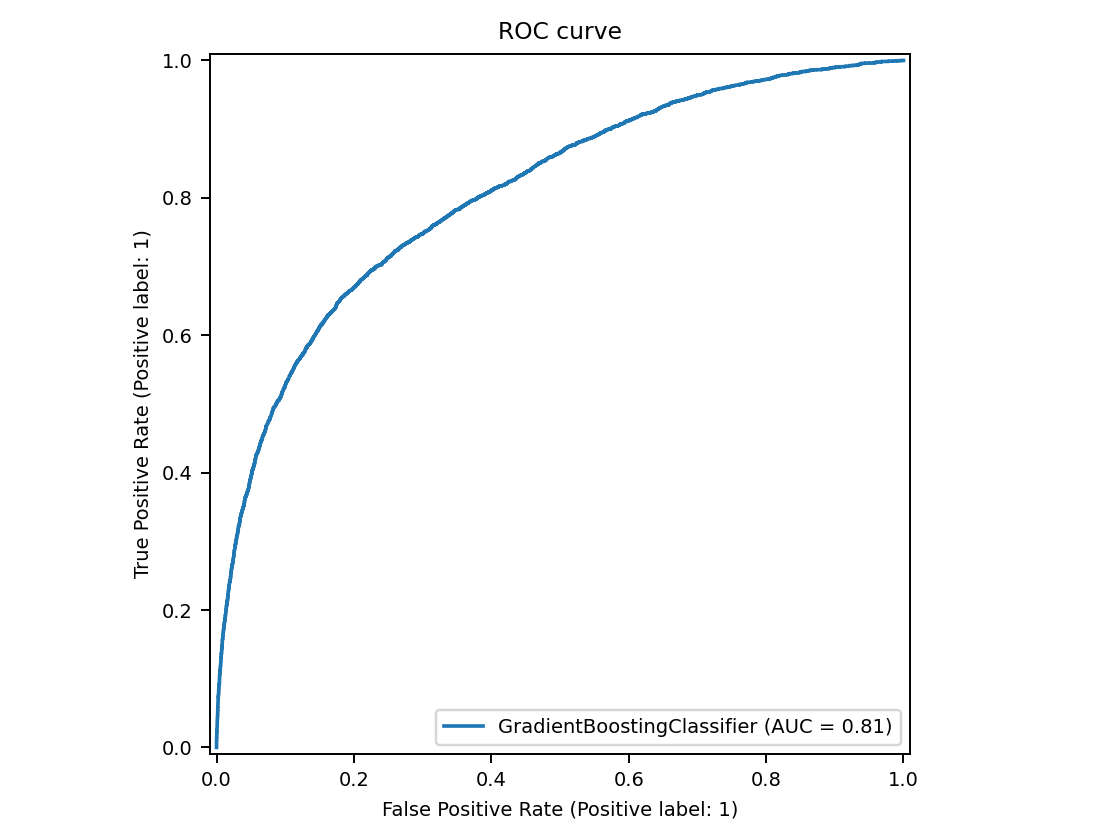 ROC curve
1.0
0.8
0.6
0.4
0.2
0.0
True Positive Rate (Positive label: 1)
GradientBoostingClassifier (AUC = 0.81)
0.0 0.2 0.4 0.6 0.8 1.0
False Positive Rate (Positive label: 1)